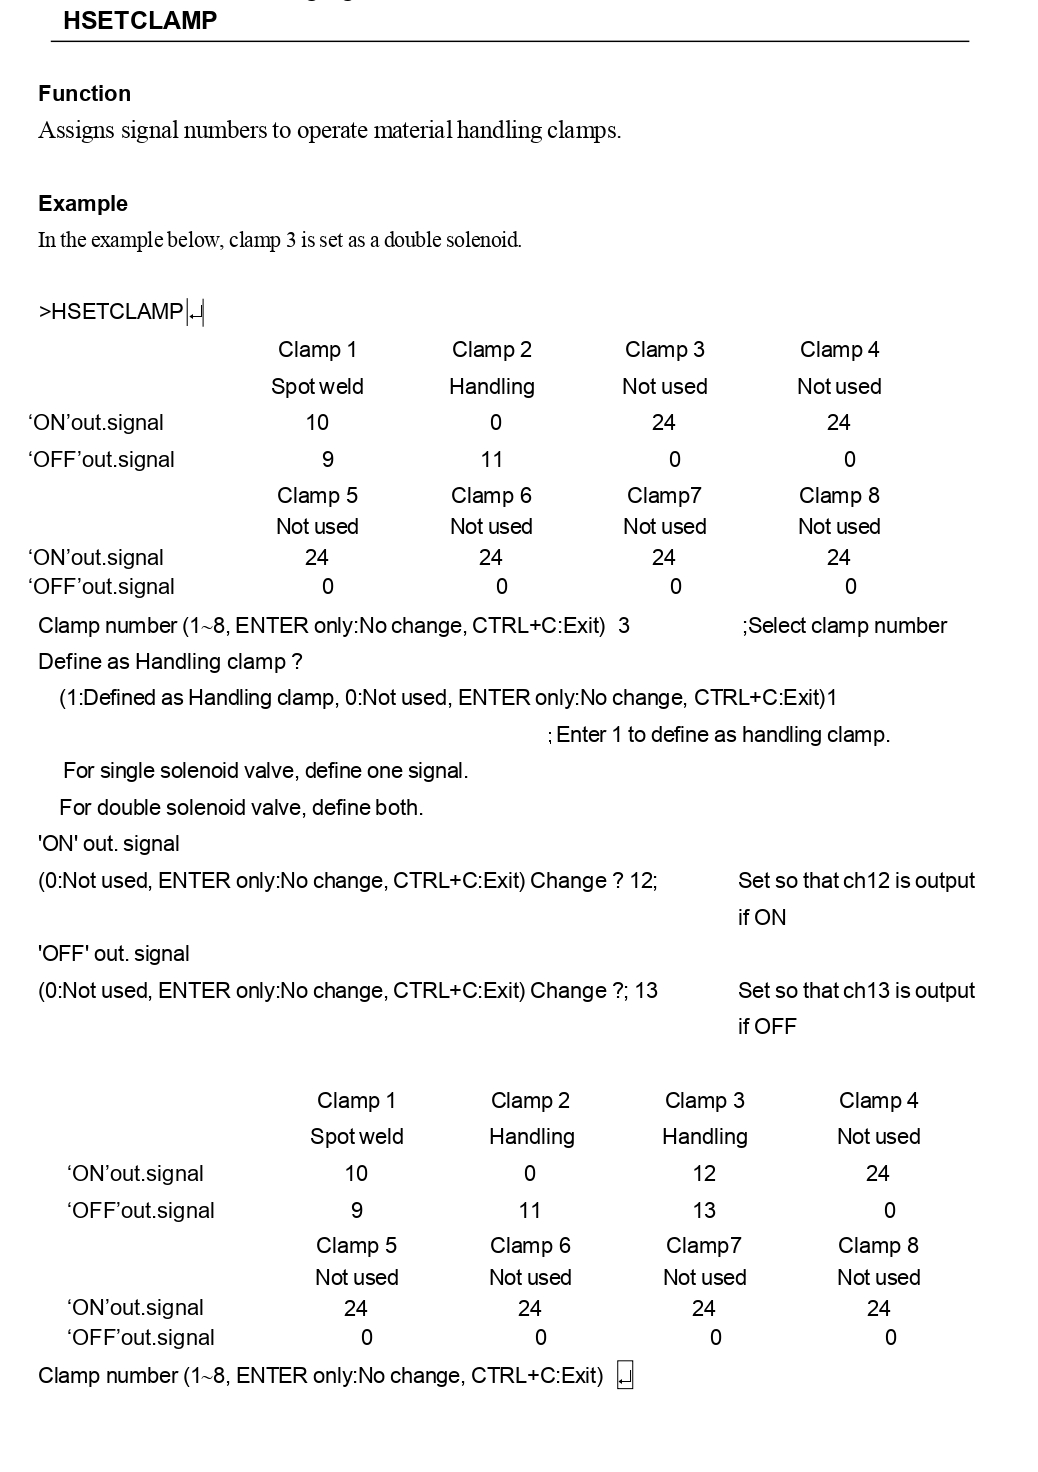 HSETCLAMP
Function
Assigns signal numbers to operate material handling clamps.
Example
In the example below, clamp 3 is set as a double solenoid.
>HSETCLAMP↵
Clamp 1 Clamp 2 Clamp 3 Clamp 4
Spot weld Handling Not used Not used
‘ON’out.signal 10 0 24 24
‘OFF’out.signal 9 11 0 0
Clamp 5 Clamp 6 Clamp7 Clamp 8
Not used Not used Not used Not used
‘ON’out.signal 24 24 24 24
‘OFF’out.signal 0 0 0 0
Clamp number (1~8, ENTER only:No change, CTRL+C:Exit) 3 ;Select clamp number
Define as Handling clamp ?
(1:Defined as Handling clamp, 0:Not used, ENTER only:No change, CTRL+C:Exit)1
; Enter 1 to define as handling clamp.
For single solenoid valve, define one signal.
For double solenoid valve, define both.
'ON' out. signal
(0:Not used, ENTER only:No change, CTRL+C:Exit) Change ? 12; Set so that ch12 is output
if ON
'OFF' out. signal
(0:Not used, ENTER only:No change, CTRL+C:Exit) Change ?; 13 Set so that ch13 is output
if OFF
Clamp 1 Clamp 2 Clamp 3 Clamp 4
Spot weld Handling Handling Not used
‘ON’out.signal 10 0 12 24
‘OFF’out.signal 9 11 13 0
Clamp 5 Clamp 6 Clamp7 Clamp 8
Not used Not used Not used Not used
‘ON’out.signal 24 24 24 24
‘OFF’out.signal 0 0 0 0
Clamp number (1~8, ENTER only:No change, CTRL+C:Exit) ↵